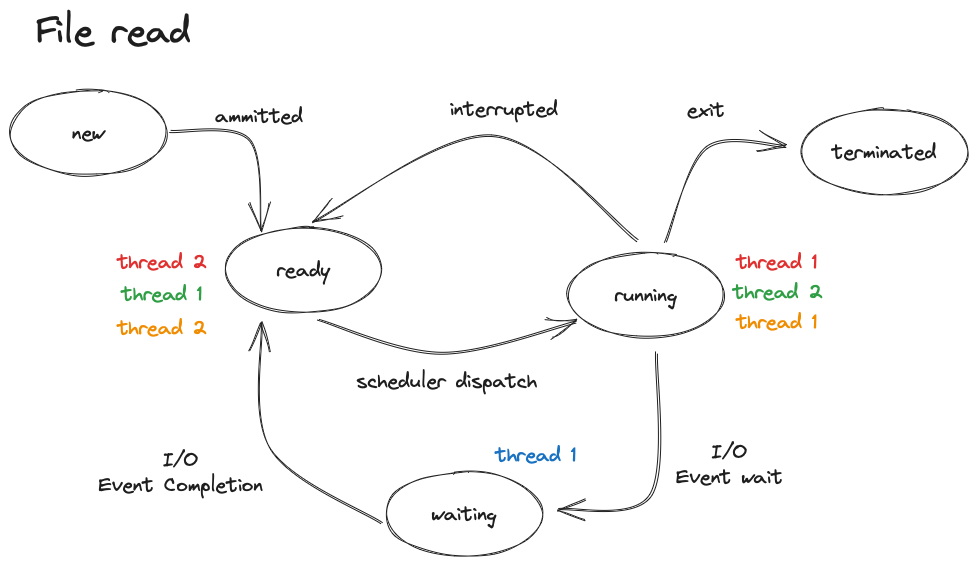 File read
new
ammitted
interrupted
exit
terminated
thread 2
thread 1
thread 2
ready
running
thread 1
thread 2
thread 1
scheduler dispatch
I/O
Event Completion
thread 1
waiting
I/O
Event wait